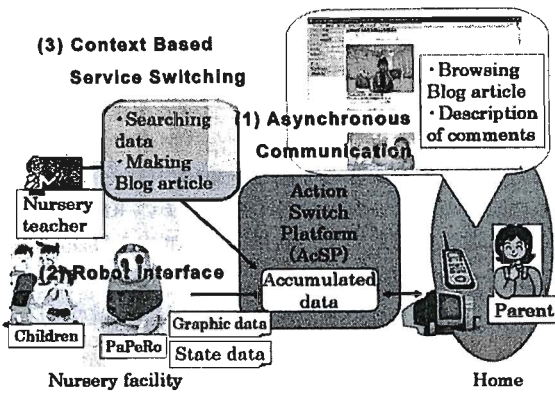 (3) Context Based
Service Switching
・Searching
data
・Making
Blog article
(1) Asynchronous
Communication
・Browsing
Blog article
・Description
of comments
Nursery
teacher
Action
Switch
Platform
(AcSP)
Accumulated
data
(2) Robot Interface
Children
PaPeRo
Graphic data
State data
Parent
Nursery facility
Home